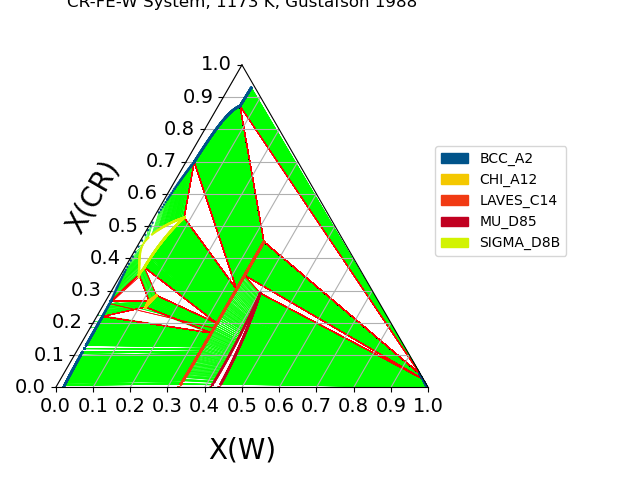 CR-FE-W System, 1173 K, Gustafson 1988
1.0
0.9
0.8
0.7
0.6
0.5
0.4
0.3
0.2
0.1
0.0
X(CR)
BCC_A2
CHI_A12
LAVES_C14
MU_D85
SIGMA_D8B
0.0 0.1 0.2 0.3 0.4 0.5 0.6 0.7 0.8 0.9 1.0
X(W)